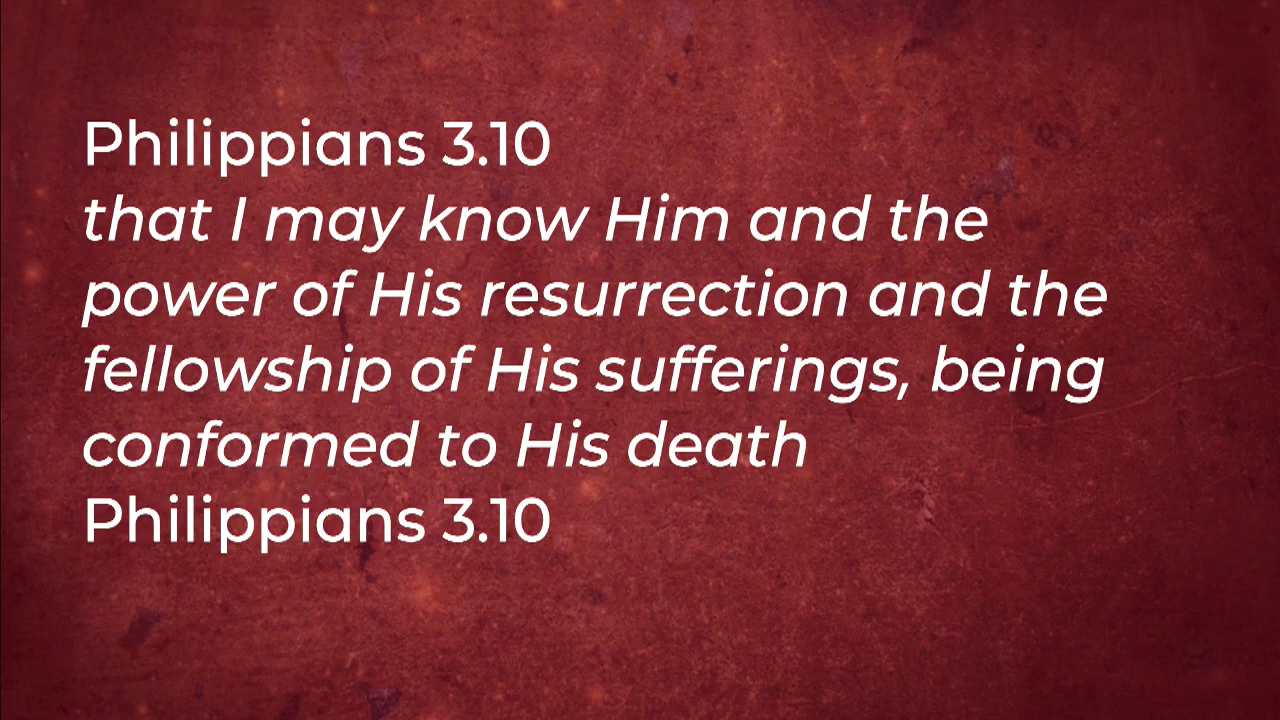 Philippians 3.10
that I may know Him and the
power of His resurrection and the
fellowship of His sufferings, being
conformed to His death
Philippians 3.10